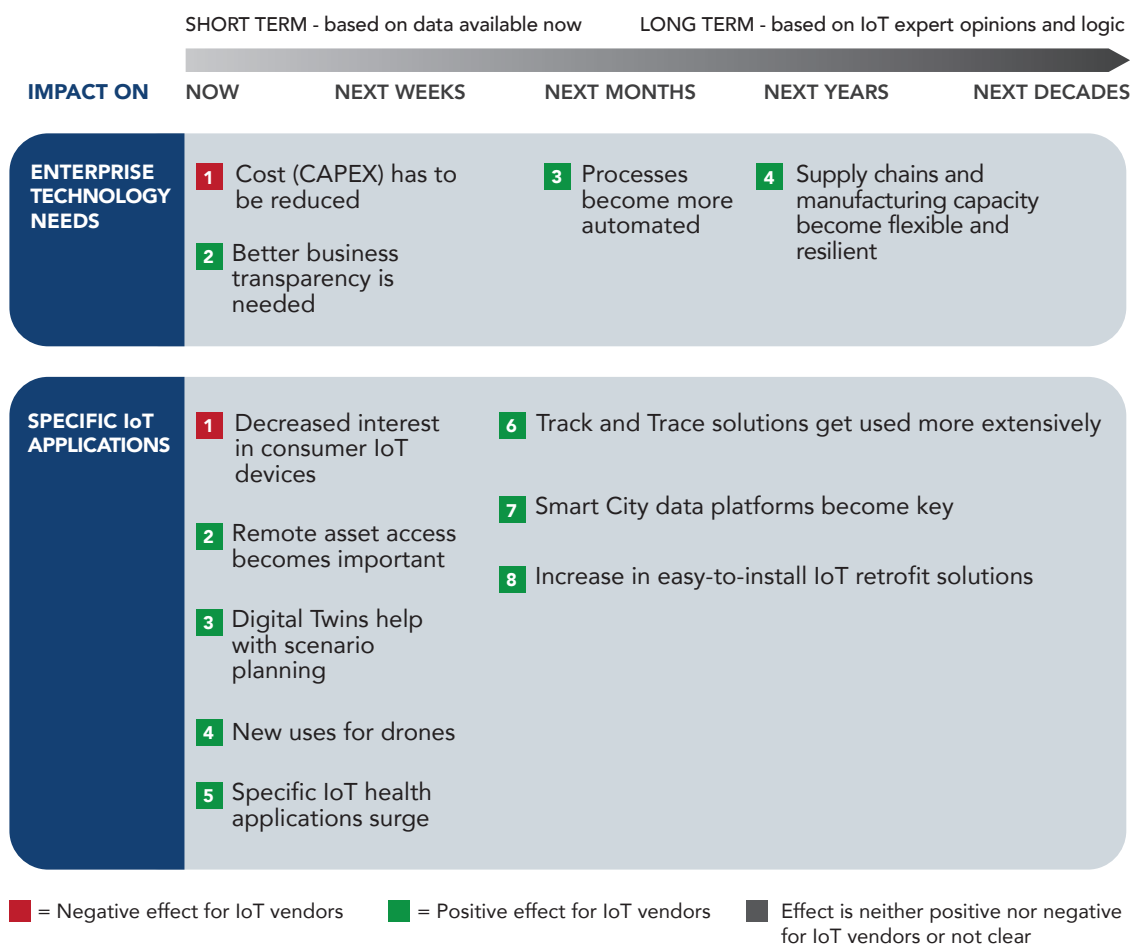 SHORT TERM - based on data available now
LONG TERM - based on IoT expert opinions and logic
IMPACT ON
NOW
NEXT WEEKS
NEXT MONTHS
NEXT YEARS
NEXT DECADES
ENTERPRISE
TECHNOLOGY
NEEDS
1 Cost (CAPEX) has to
be reduced
2 Better business
transparency is
needed
3 Processes
become more
automated
4 Supply chains and
manufacturing capacity
become flexible and
resilient
SPECIFIC IoT
APPLICATIONS
1 Decreased interest
in consumer IoT
devices
2 Remote asset access
becomes important
3 Digital Twins help
with scenario
planning
4 New uses for drones
5 Specific IoT health
applications surge
6 Track and Trace solutions get used more extensively
7 Smart City data platforms become key
8 Increase in easy-to-install IoT retrofit solutions
= Negative effect for IoT vendors
= Positive effect for IoT vendors
Effect is neither positive nor negative
for IoT vendors or not clear